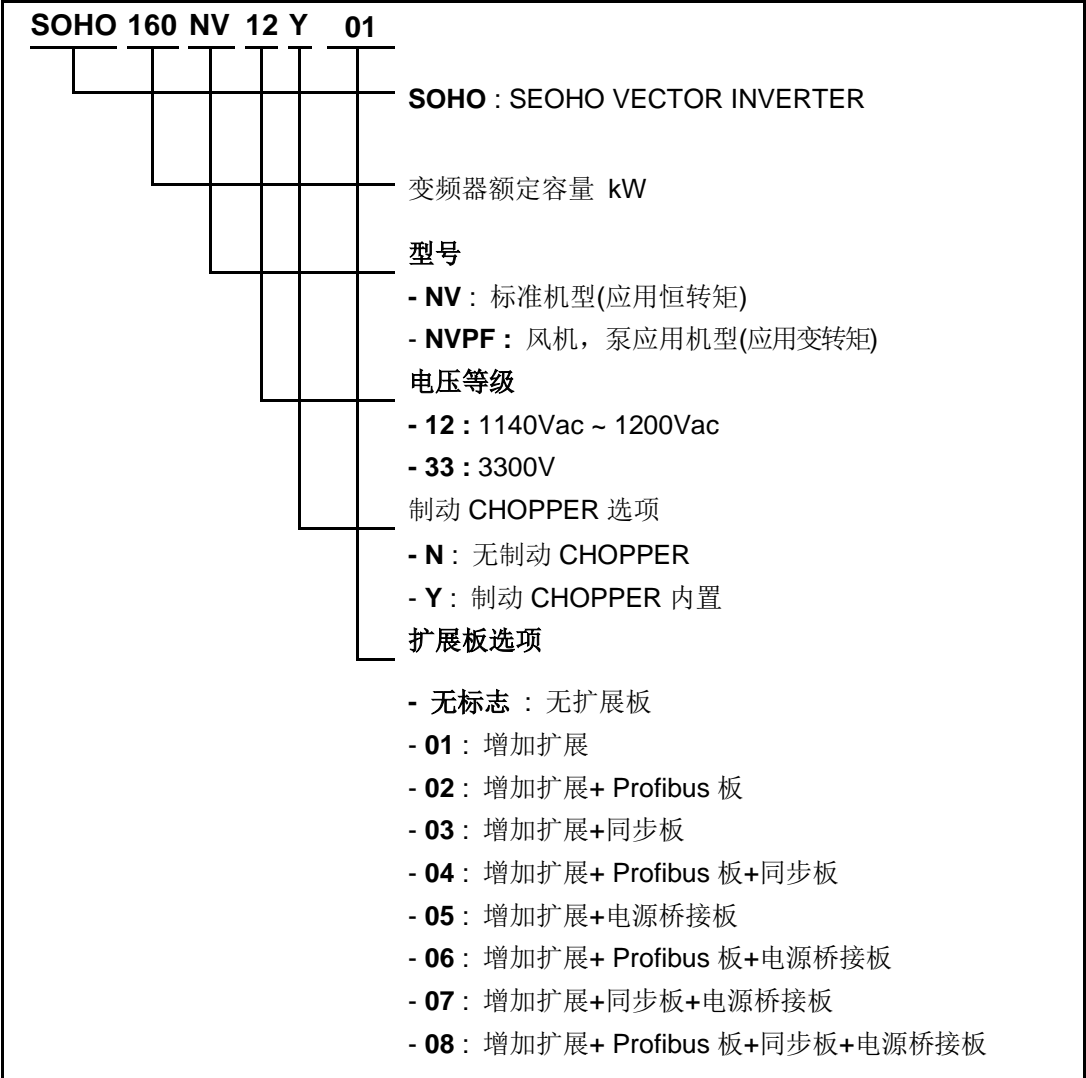 SOHO 160 NV 12 Y 01
SOHO : SEOHO VECTOR INVERTER
变频器额定容量 kW
型号
- NV : 标准机型(应用恒转矩)
- NVPF : 风机，泵应用机型(应用变转矩)
电压等级
- 12 : 1140Vac ~ 1200Vac
- 33 : 3300V
制动 CHOPPER 选项
- N : 无制动 CHOPPER
- Y : 制动 CHOPPER 内置
扩展板选项
- 无标志 : 无扩展板
- 01 : 增加扩展
- 02 : 增加扩展+ Profibus 板
- 03 : 增加扩展+同步板
- 04 : 增加扩展+ Profibus 板+同步板
- 05 : 增加扩展+电源桥接板
- 06 : 增加扩展+ Profibus 板+电源桥接板
- 07 : 增加扩展+同步板+电源桥接板
- 08 : 增加扩展+ Profibus 板+同步板+电源桥接板